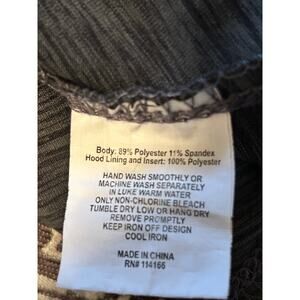 Body: 89% Polyester 11% Spandex
Hood Lining and Insert: 100% Polyester
HAND WASH SMOOTHLY OR
MACHINE WASH SEPARATELY
IN LUKE WARM WATER
ONLY NON-CHLORINE BLEACH
TUMBLE DRY LOW OR HANG DRY
REMOVE PROMPTLY
KEEP IRON OFF DESIGN
COOL IRON
MADE IN CHINA
RN# 114166